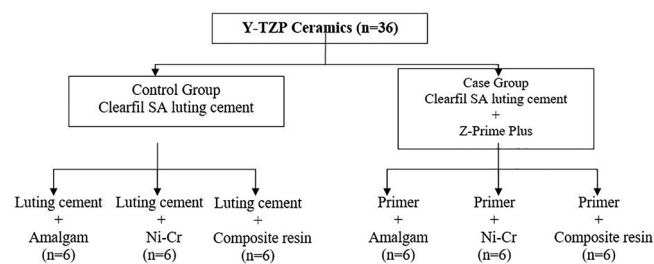 Y-TZP Ceramics (n=36)
Control Group
Clearfil SA luting cement
Case Group
Clearfil SA luting cement
+
Z-Prime Plus
Luting cement
+
Amalgam
(n=6)
Luting cement
+
Ni-Cr
(n=6)
Luting cement
+
Composite resin
(n=6)
Primer
+
Amalgam
(n=6)
Primer
+
Ni-Cr
(n=6)
Primer
+
Composite resin
(n=6)